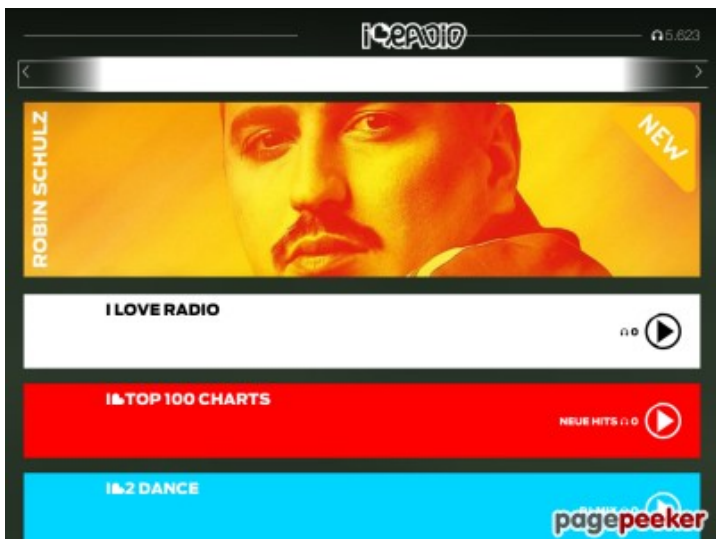 i♥RADIO
5.623
ROBIN SCHULZ
NEW
I LOVE RADIO
0
I♥TOP 100 CHARTS
NEUE HITS 0
I♥2 DANCE
pagepeeker